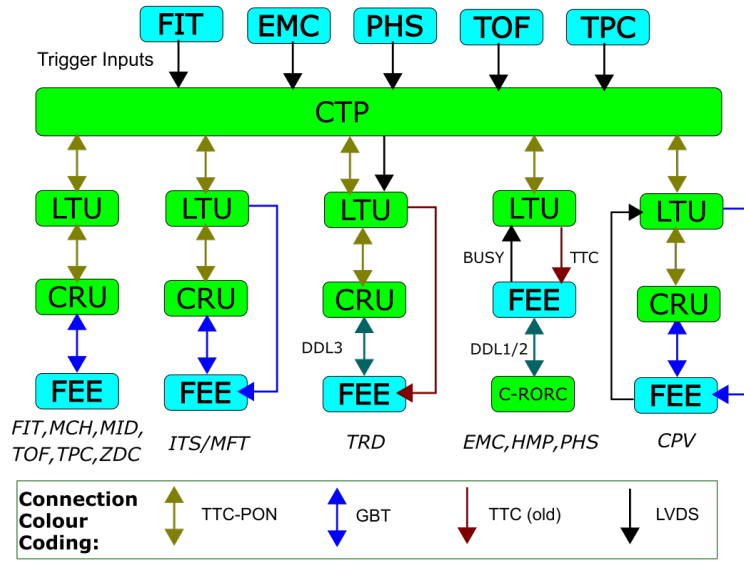 FIT EMC PHS TOF TPC
Trigger Inputs
CTP
LTU LTU LTU LTU LTU
BUSY TTC
CRU CRU CRU FEE CRU
DDL3 DDL1/2
FEE FEE FEE C-RORC FEE
FIT,MCH,MID,
TOF,TPC,ZDC
ITS/MFT TRD EMC,HMP,PHS CPV
Connection
Colour
Coding:
TTC-PON GBT TTC (old) LVDS